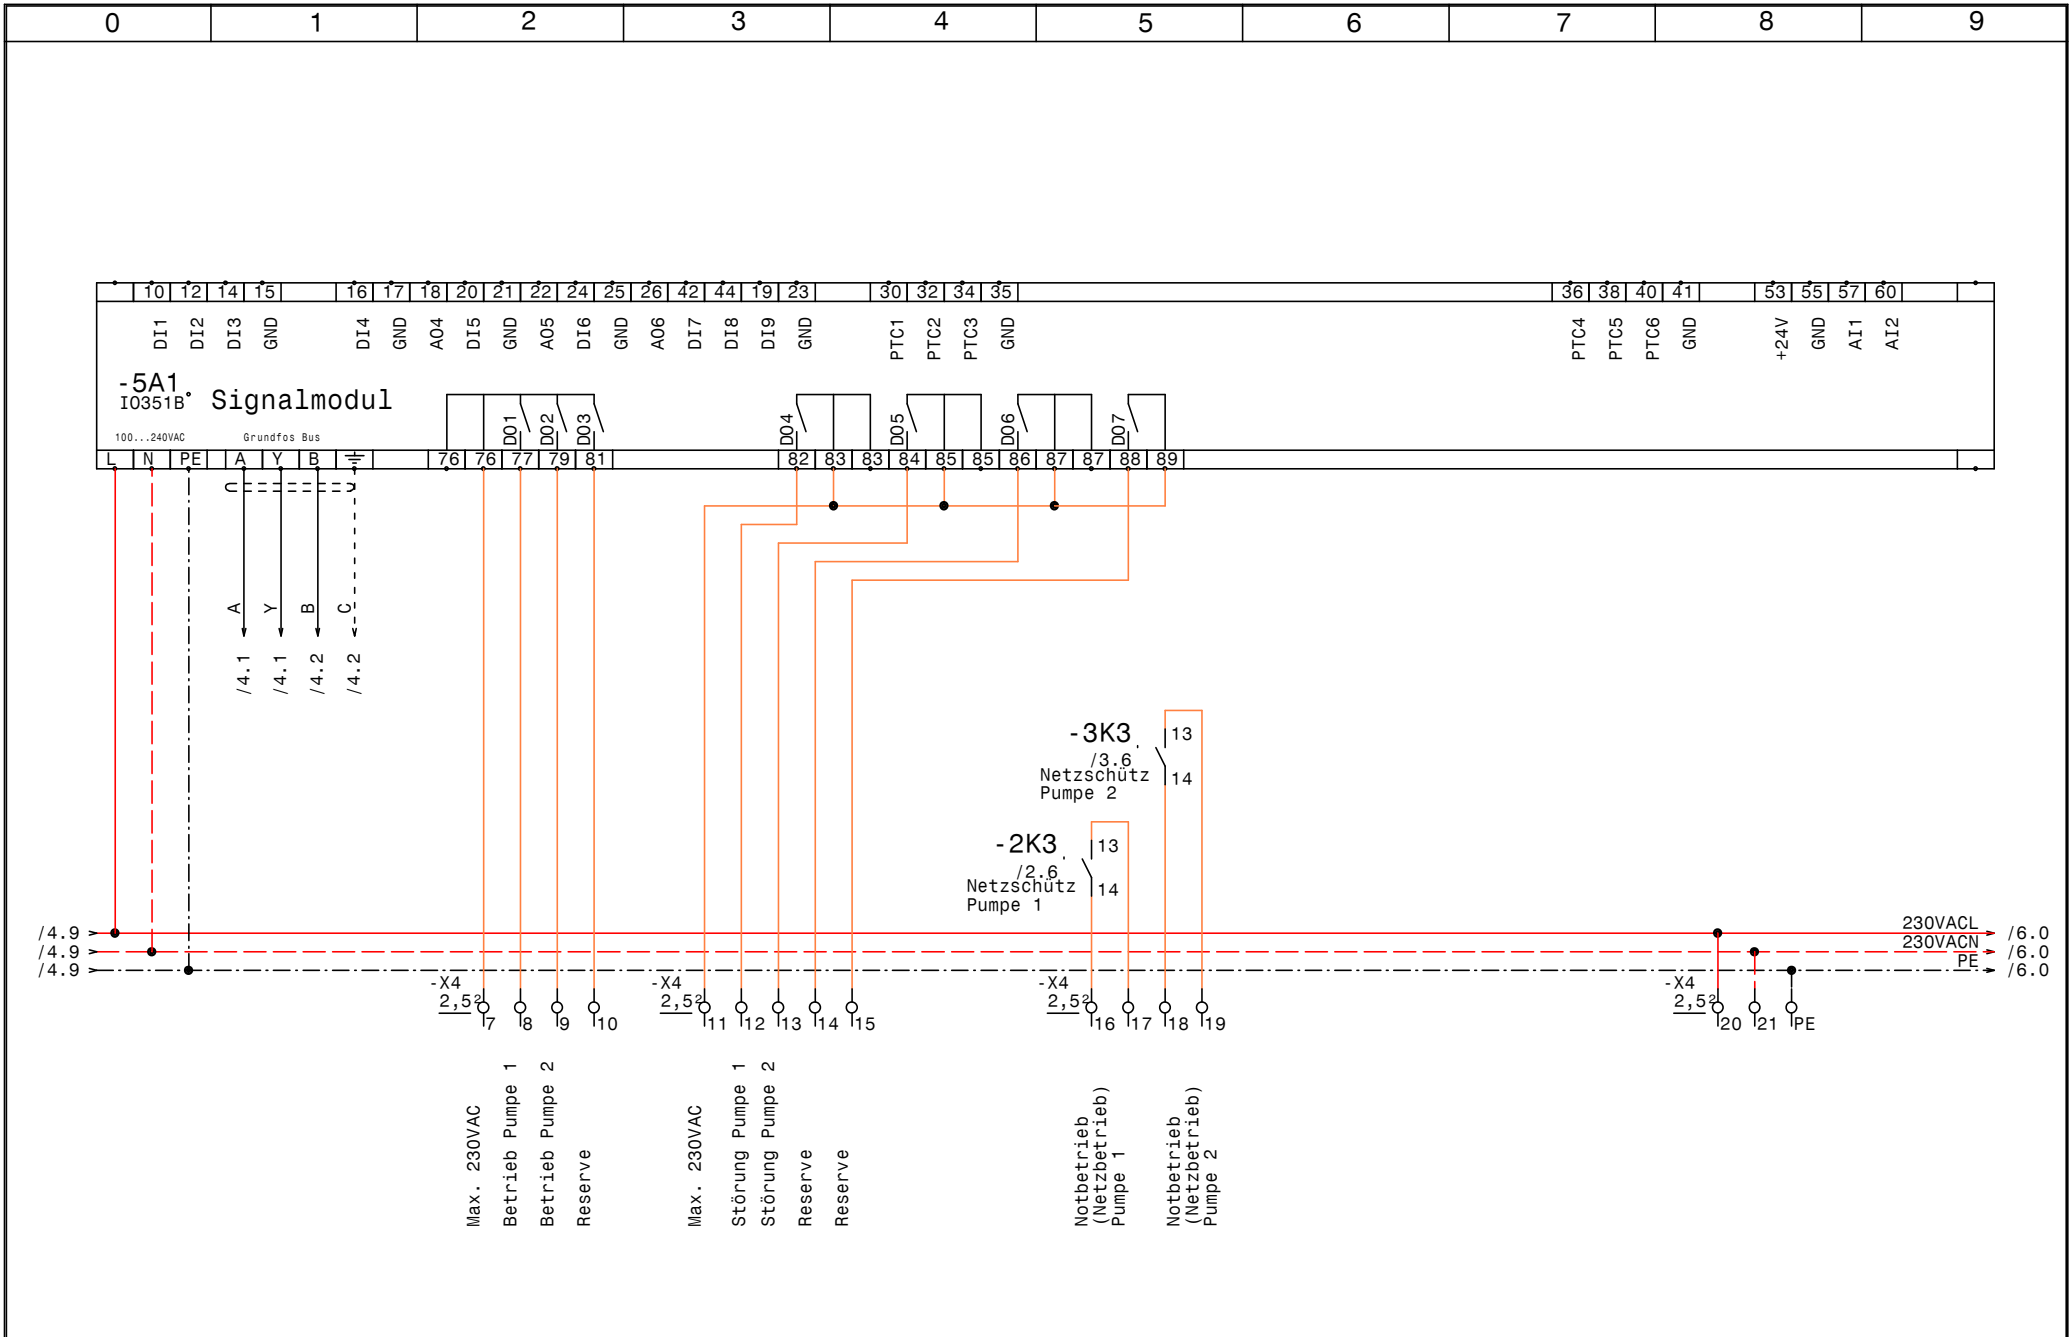 0 1 2 3 4 5 6 7 8 9
10 12 14 15 16 17 18 20 21 22 24 25 26 42 44 19 23 30 32 34 35 36 38 40 41 53 55 57 60
DI1 DI2 DI3 GND DI4 GND AO4 DI5 GND AO5 DI6 GND AO6 DI7 DI8 DI9 GND PTC1 PTC2 PTC3 GND PTC4 PTC5 PTC6 GND +24V GND AI1 AI2
-5A1
IO351B° Signalmodul
DO1 DO2 DO3 DO4 DO5 DO6 DO7
100...240VAC Grundfos Bus
L N PE A Y B 76 76 77 79 81 82 83 83 84 85 85 86 87 87 88 89
A Y B C
/4.1 /4.1 /4.2 /4.2
-3K3 13
/3.6
Netzschütz 14
Pumpe 2
-2K3 13
/2.6
Netzschütz 14
Pumpe 1
230VACL
/4.9 /6.0
230VACN
/4.9 /6.0
PE
/4.9 /6.0
-X4 -X4 -X4 -X4
2,5² 2,5² 2,5² 2,5²
7 8 9 10 11 12 13 14 15 16 17 18 19 20 21 PE
Max. 230VAC
Betrieb Pumpe 1
Betrieb Pumpe 2
Reserve
Max. 230VAC
Störung Pumpe 1
Störung Pumpe 2
Reserve
Reserve
Notbetrieb
(Netzbetrieb)
Pumpe 1
Notbetrieb
(Netzbetrieb)
Pumpe 2